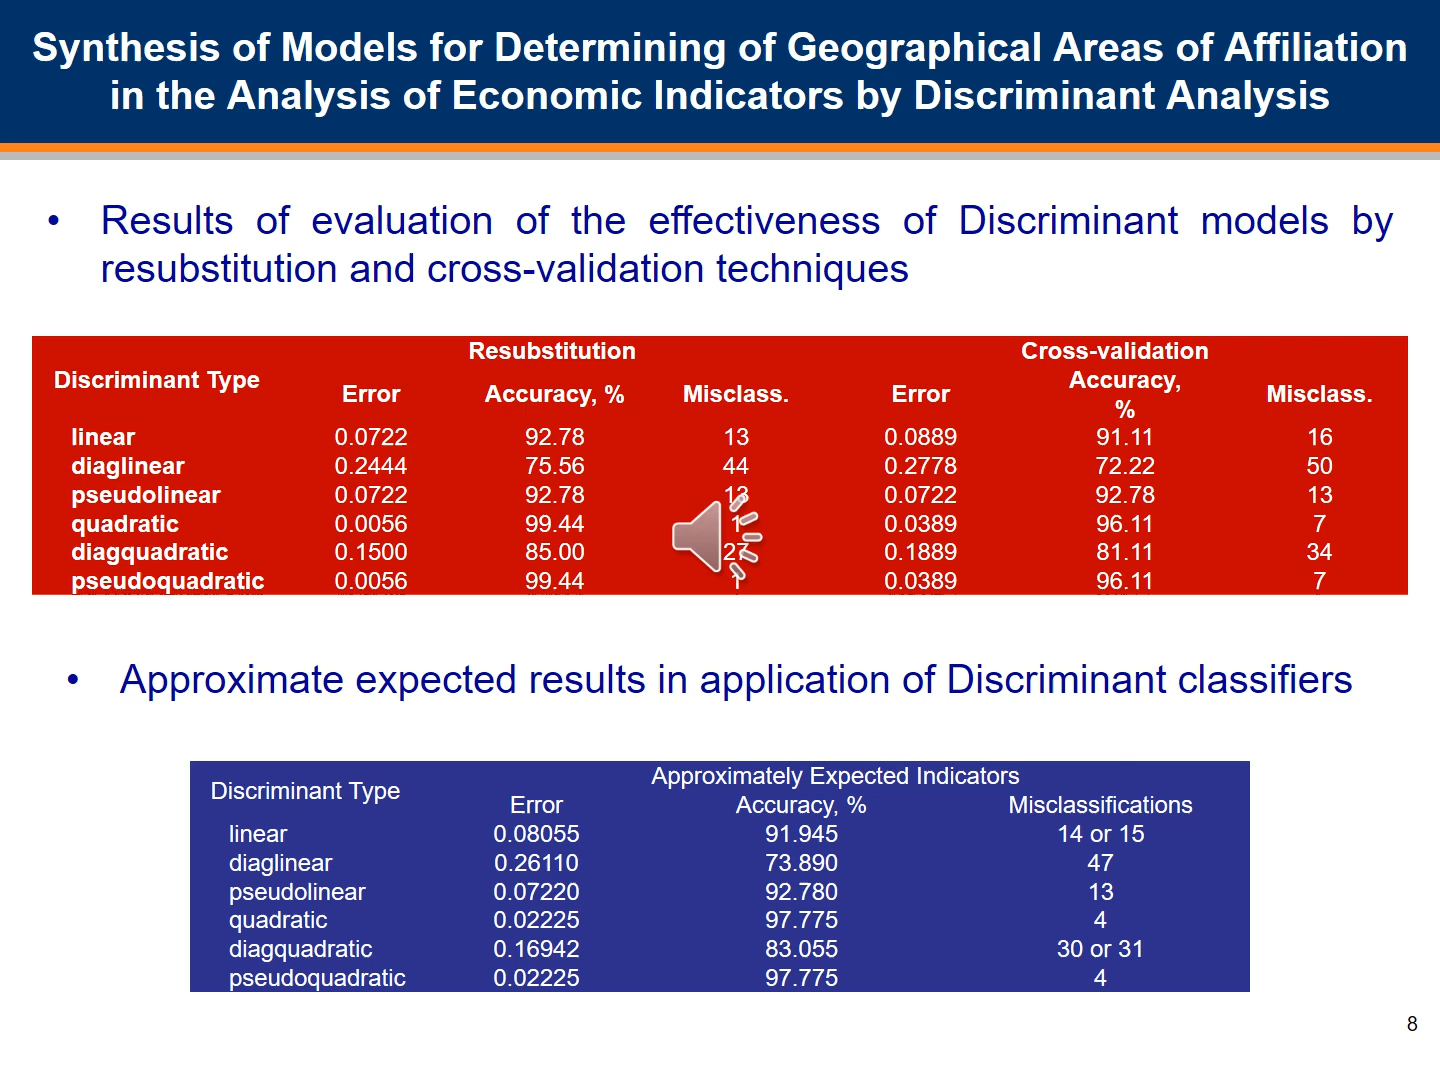 Synthesis of Models for Determining of Geographical Areas of Affiliation
in the Analysis of Economic Indicators by Discriminant Analysis
• Results of evaluation of the effectiveness of Discriminant models by
resubstitution and cross-validation techniques
Discriminant Type Resubstitution Cross-validation
Error Accuracy, % Misclass. Error Accuracy, % Misclass.
linear 0.0722 92.78 13 0.0889 91.11 16
diaglinear 0.2444 75.56 44 0.2778 72.22 50
pseudolinear 0.0722 92.78 13 0.0722 92.78 13
quadratic 0.0056 99.44 1 0.0389 96.11 7
diagquadratic 0.1500 85.00 27 0.1889 81.11 34
pseudoquadratic 0.0056 99.44 1 0.0389 96.11 7
• Approximate expected results in application of Discriminant classifiers
Discriminant Type Approximately Expected Indicators
Error Accuracy, % Misclassifications
linear 0.08055 91.945 14 or 15
diaglinear 0.26110 73.890 47
pseudolinear 0.07220 92.780 13
quadratic 0.02225 97.775 4
diagquadratic 0.16942 83.055 30 or 31
pseudoquadratic 0.02225 97.775 4
8